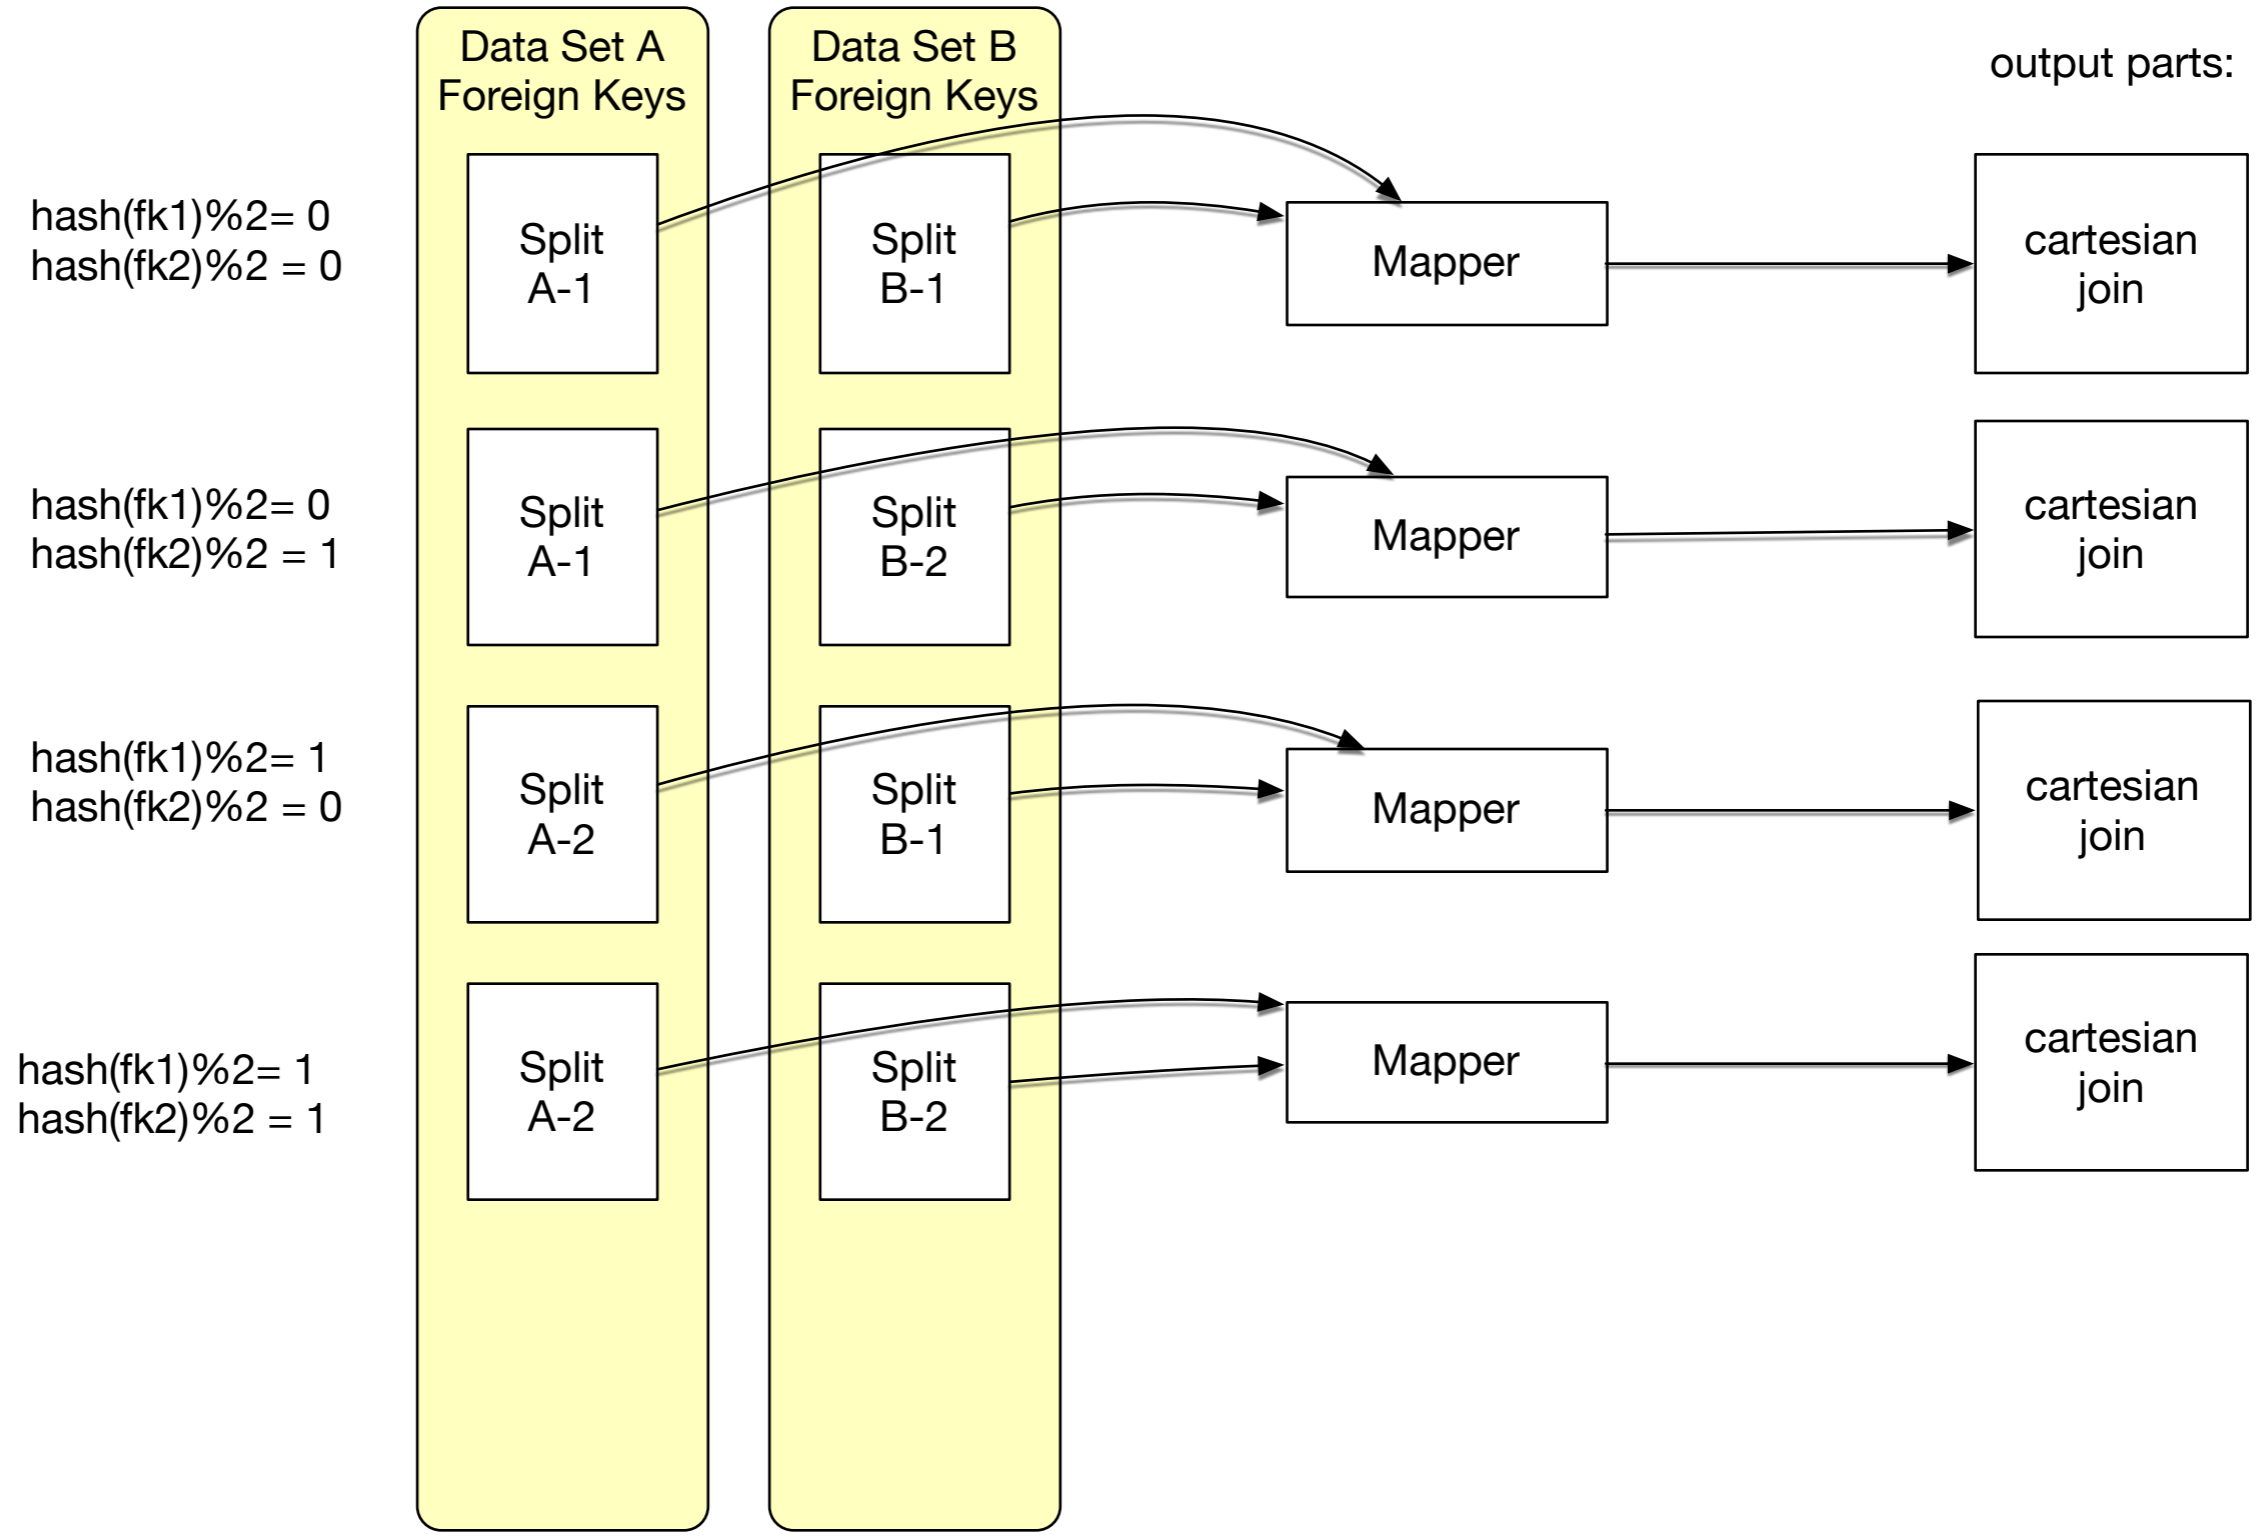 Data Set A
Foreign Keys
Data Set B
Foreign Keys
output parts:
hash(fk1)%2= 0
hash(fk2)%2 = 0
Split
A-1
Split
B-1
Mapper
cartesian
join
hash(fk1)%2= 0
hash(fk2)%2 = 1
Split
A-1
Split
B-2
Mapper
cartesian
join
hash(fk1)%2= 1
hash(fk2)%2 = 0
Split
A-2
Split
B-1
Mapper
cartesian
join
hash(fk1)%2= 1
hash(fk2)%2 = 1
Split
A-2
Split
B-2
Mapper
cartesian
join